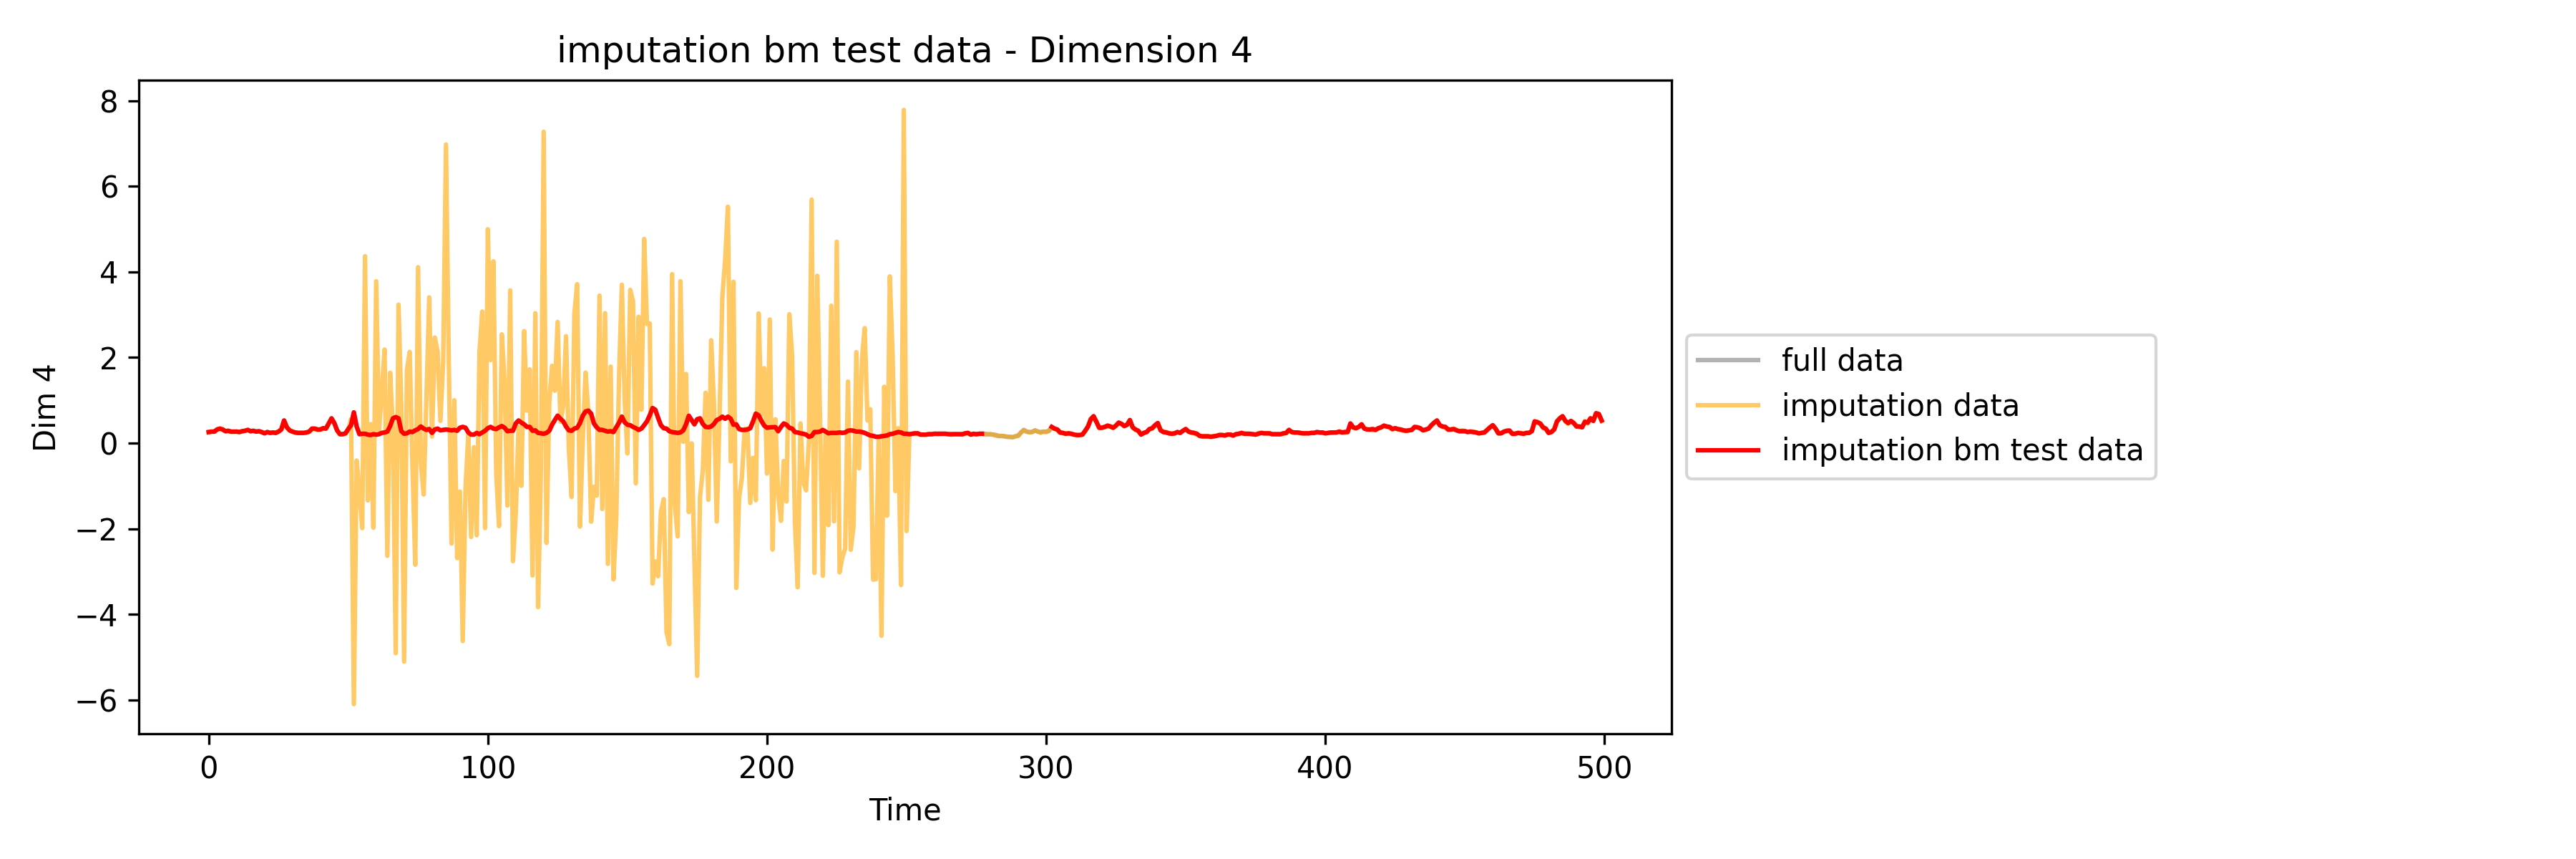 imputation bm test data - Dimension 4
8
6
4
2
0
−2
−4
−6
Dim 4
0 100 200 300 400 500
Time
full data
imputation data
imputation bm test data